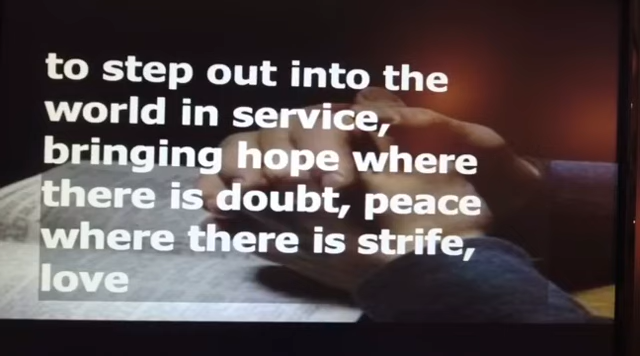 to step out into the
world in service,
bringing hope where
there is doubt, peace
where there is strife,
love